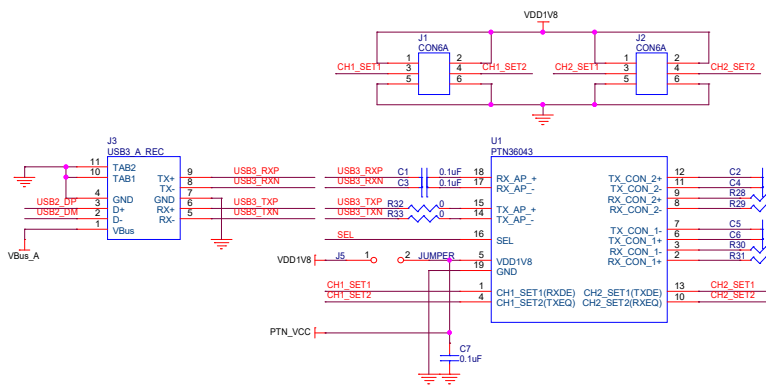 VDD1V8
J1
CON6A
J2
CON6A
1 2
1 2
CH1_SET1 3 4 CH1_SET2
CH2_SET1 3 4 CH2_SET2
5 6
5 6
J3
USB3_A_REC
11 TAB2
10 TAB1
TX+ 9 USB3_RXP
TX- 8 USB3_RXN
4 GND
GND 7
USB2_DP 3 D+
RX+ 6 USB3_TXP
USB2_DM 2 D-
RX- 5 USB3_TXN
1 VBus
VBus_A
U1
PTN36043
USB3_RXP C1 0.1uF 18 RX_AP_+
USB3_RXN C3 0.1uF 17 RX_AP_-
USB3_TXP R32 0 15 TX_AP_+
USB3_TXN R33 0 14 TX_AP_-
SEL 16 SEL
VDD1V8 J5 1 2 JUMPER 5 VDD1V8
19 GND
CH1_SET1 1 CH1_SET1(RXDE)
CH1_SET2 4 CH1_SET2(TXEQ)
PTN_VCC
C7
0.1uF
TX_CON_2+ 12 C2
TX_CON_2- 11 C4
RX_CON_2+ 9 R28
RX_CON_2- 8 R29
TX_CON_1- 7 C5
TX_CON_1+ 6 C6
RX_CON_1- 3 R30
RX_CON_1+ 2 R31
CH2_SET1(TXDE) 13 CH2_SET1
CH2_SET2(RXEQ) 10 CH2_SET2